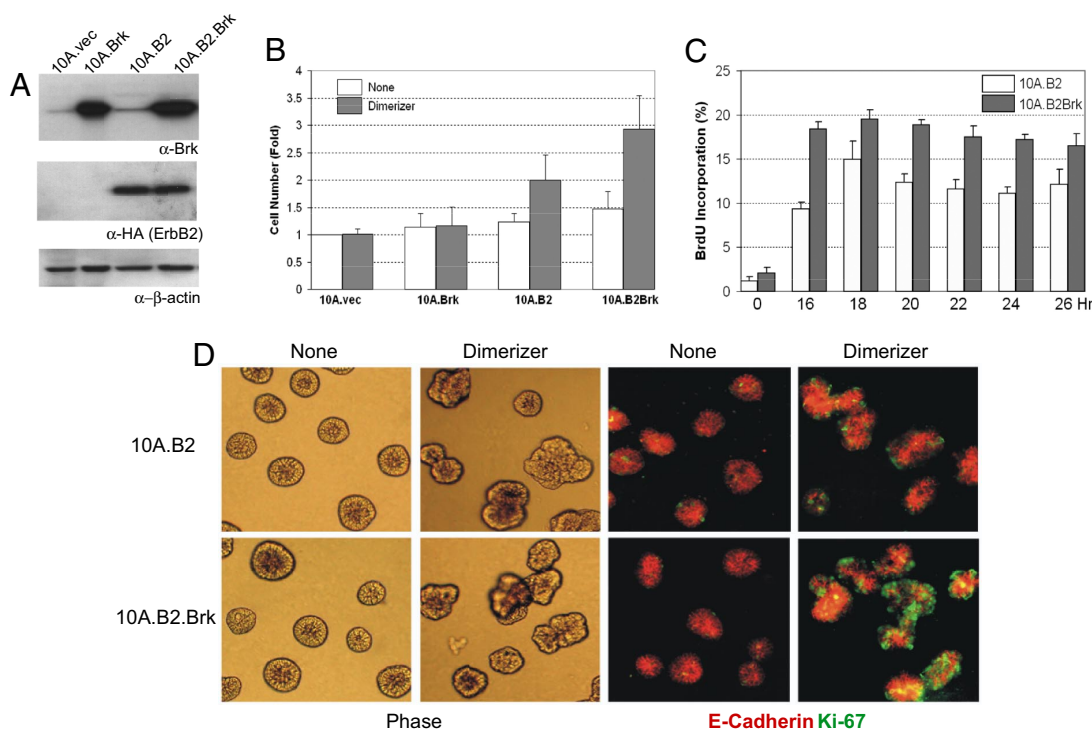 A
10A.vec
10A.Brk
10A.B2
10A.B2.Brk
α-Brk
α-HA (ErbB2)
α–β-actin
B
Cell Number (Fold)
4
3.5
3
2.5
2
1.5
1
0.5
0
None
Dimerizer
10A.vec
10A.Brk
10A.B2
10A.B2Brk
C
BrdU Incorporation (%)
25
20
15
10
5
0
10A.B2
10A.B2Brk
0 16 18 20 22 24 26 Hr
D
None Dimerizer None Dimerizer
10A.B2
10A.B2.Brk
Phase
E-Cadherin Ki-67